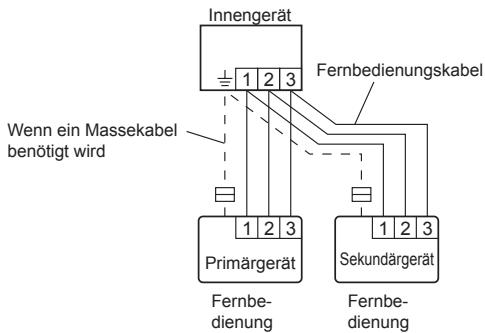 Innengerät
1 2 3
Fernbedienungskabel
Wenn ein Massekabel
benötigt wird
1 2 3
Primärgerät
1 2 3
Sekundärgerät
Fernbe-
dienung
Fernbe-
dienung